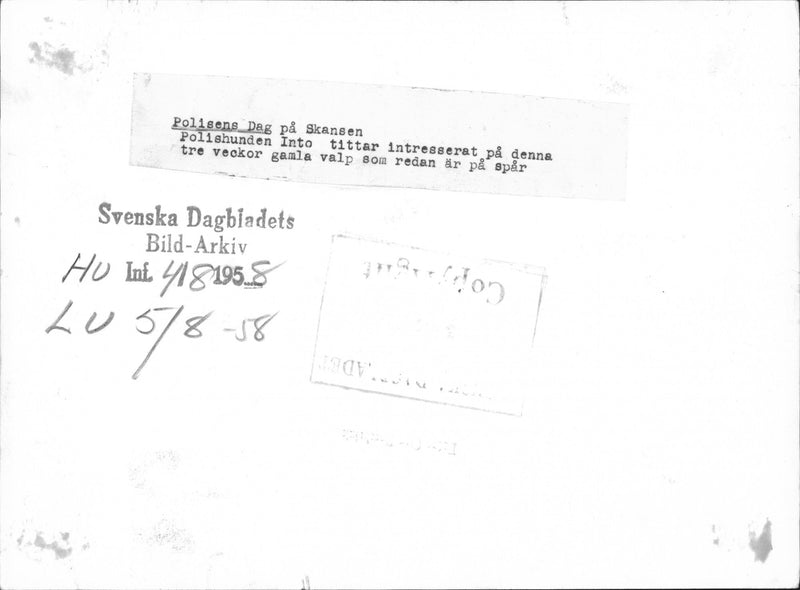 Polisens Dag på Skansen
Polishunden Into tittar intresserat på denna
tre veckor gamla valp som redan är på spår
Svenska Dagbladets
Bild-Arkiv
HU Inf. 4/8 1958
LU 5/8 -58
Copyright